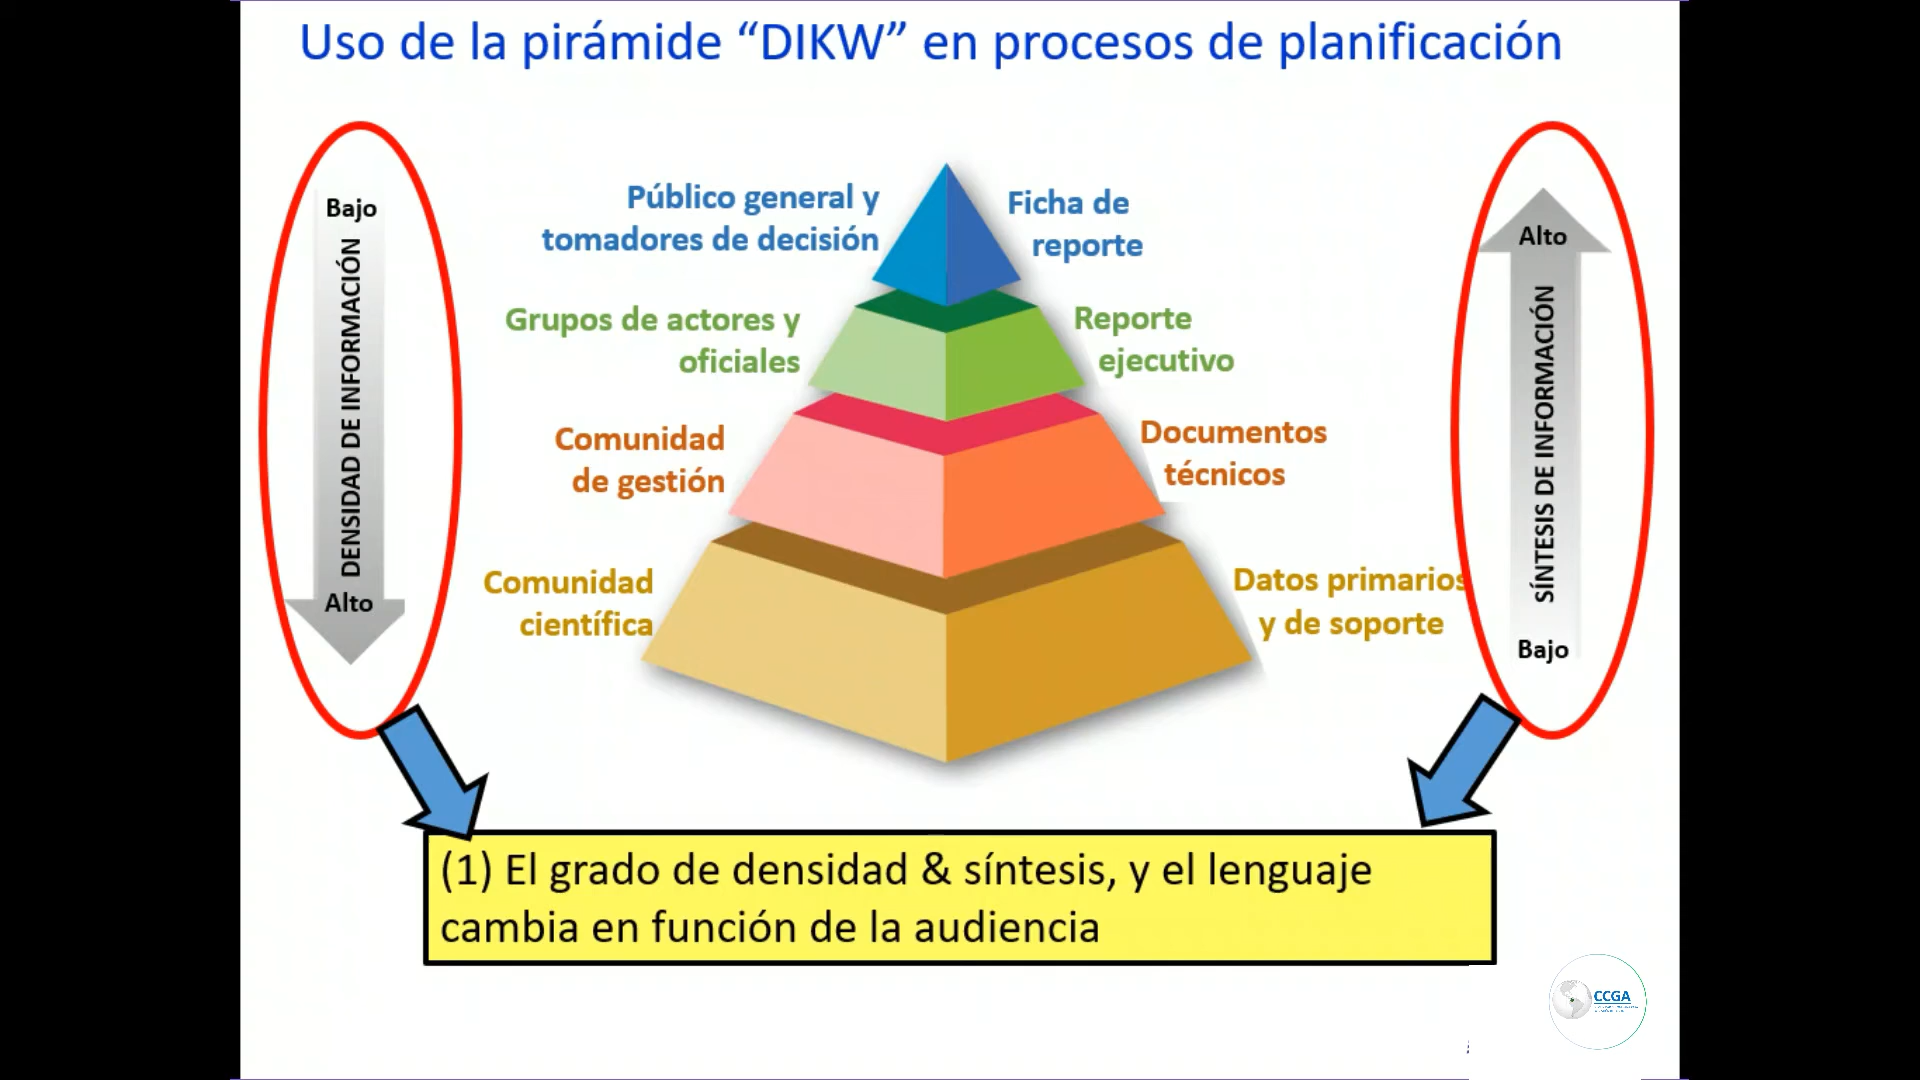 Uso de la pirámide “DIKW” en procesos de planificación
Bajo
DENSIDAD DE INFORMACIÓN
Alto
Público general y
tomadores de decisión
Ficha de
reporte
Grupos de actores y
oficiales
Reporte
ejecutivo
Comunidad
de gestión
Documentos
técnicos
Comunidad
científica
Datos primarios
y de soporte
Alto
SÍNTESIS DE INFORMACIÓN
Bajo
(1) El grado de densidad & síntesis, y el lenguaje
cambia en función de la audiencia
CCGA